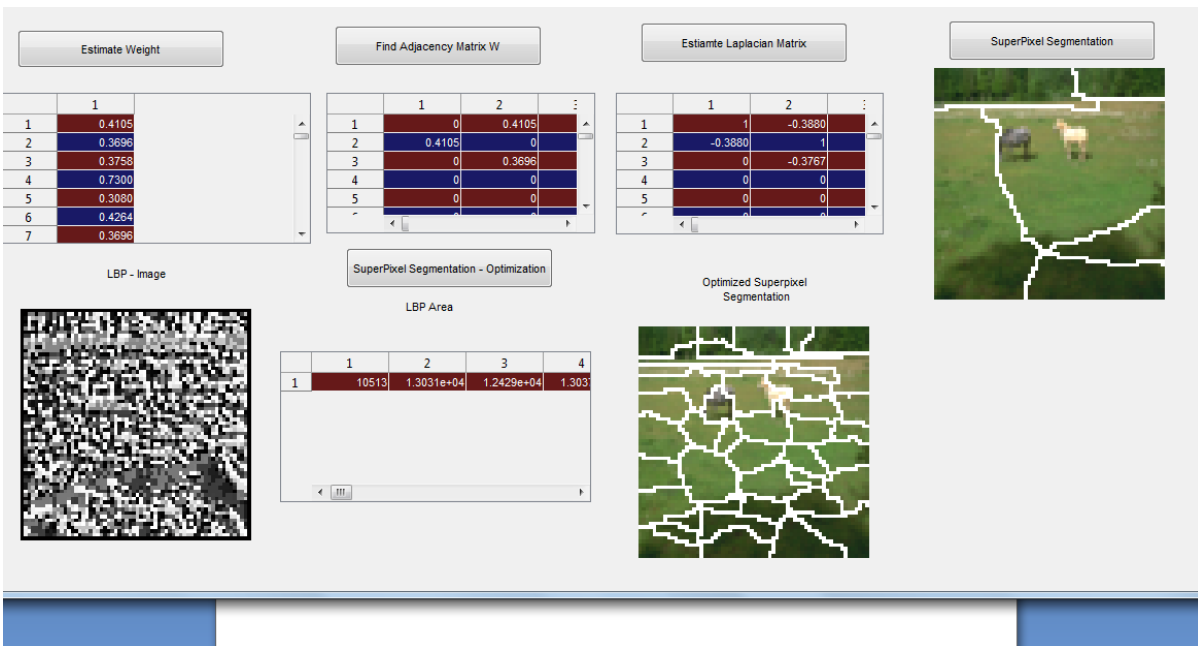 Estimate Weight
Find Adjacency Matrix W
Estiamte Laplacian Matrix
SuperPixel Segmentation
1
1 0.4105
2 0.3696
3 0.3758
4 0.7300
5 0.3080
6 0.4264
7 0.3696
1 2
1 0 0.4105
2 0.4105 0
3 0 0.3696
4 0 0
5 0 0
1 2
1 1 -0.3880
2 -0.3880 1
3 0 -0.3767
4 0 0
5 0 0
LBP - Image
SuperPixel Segmentation - Optimization
LBP Area
1 2 3 4
1 10513 1.3031e+04 1.2429e+04 1.303
Optimized Superpixel
Segmentation